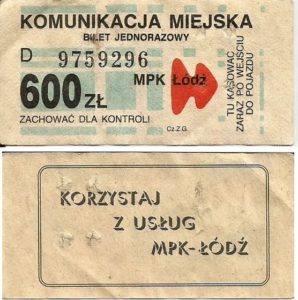 KOMUNIKACJA MIEJSKA
BILET JEDNORAZOWY
D 9759296
MPK Łódź
600 ZŁ
ZACHOWAĆ DLA KONTROLI
Cz.Z.G.
TU KASOWAĆ
ZARAZ PO WEJŚCIU
DO POJAZDU
KORZYSTAJ
Z USŁUG
MPK-ŁÓDŹ